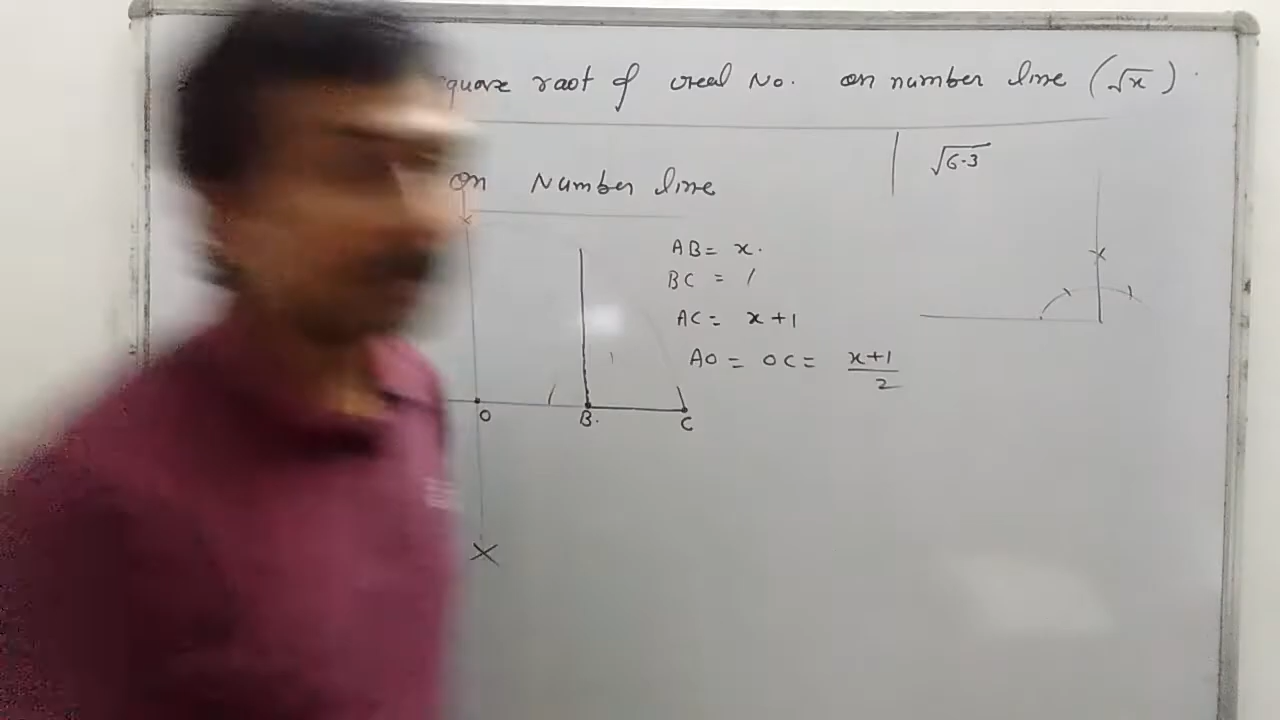 quare root of real No. on number line (√x).
on Number line
√6.3
AB = x.
BC = 1
AC = x+1
AO = OC = x+1/2
O B. C